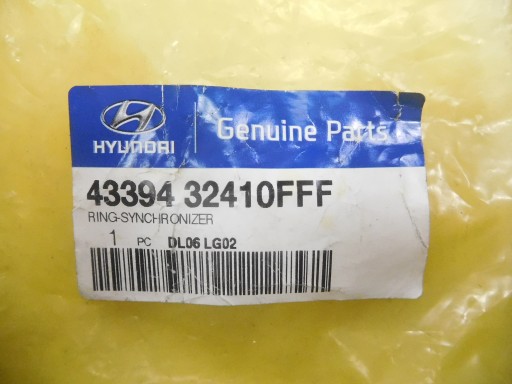 HYUNDAI
Genuine Parts
43394 32410FFF
RING-SYNCHRONIZER
1 PC DL06 LG02